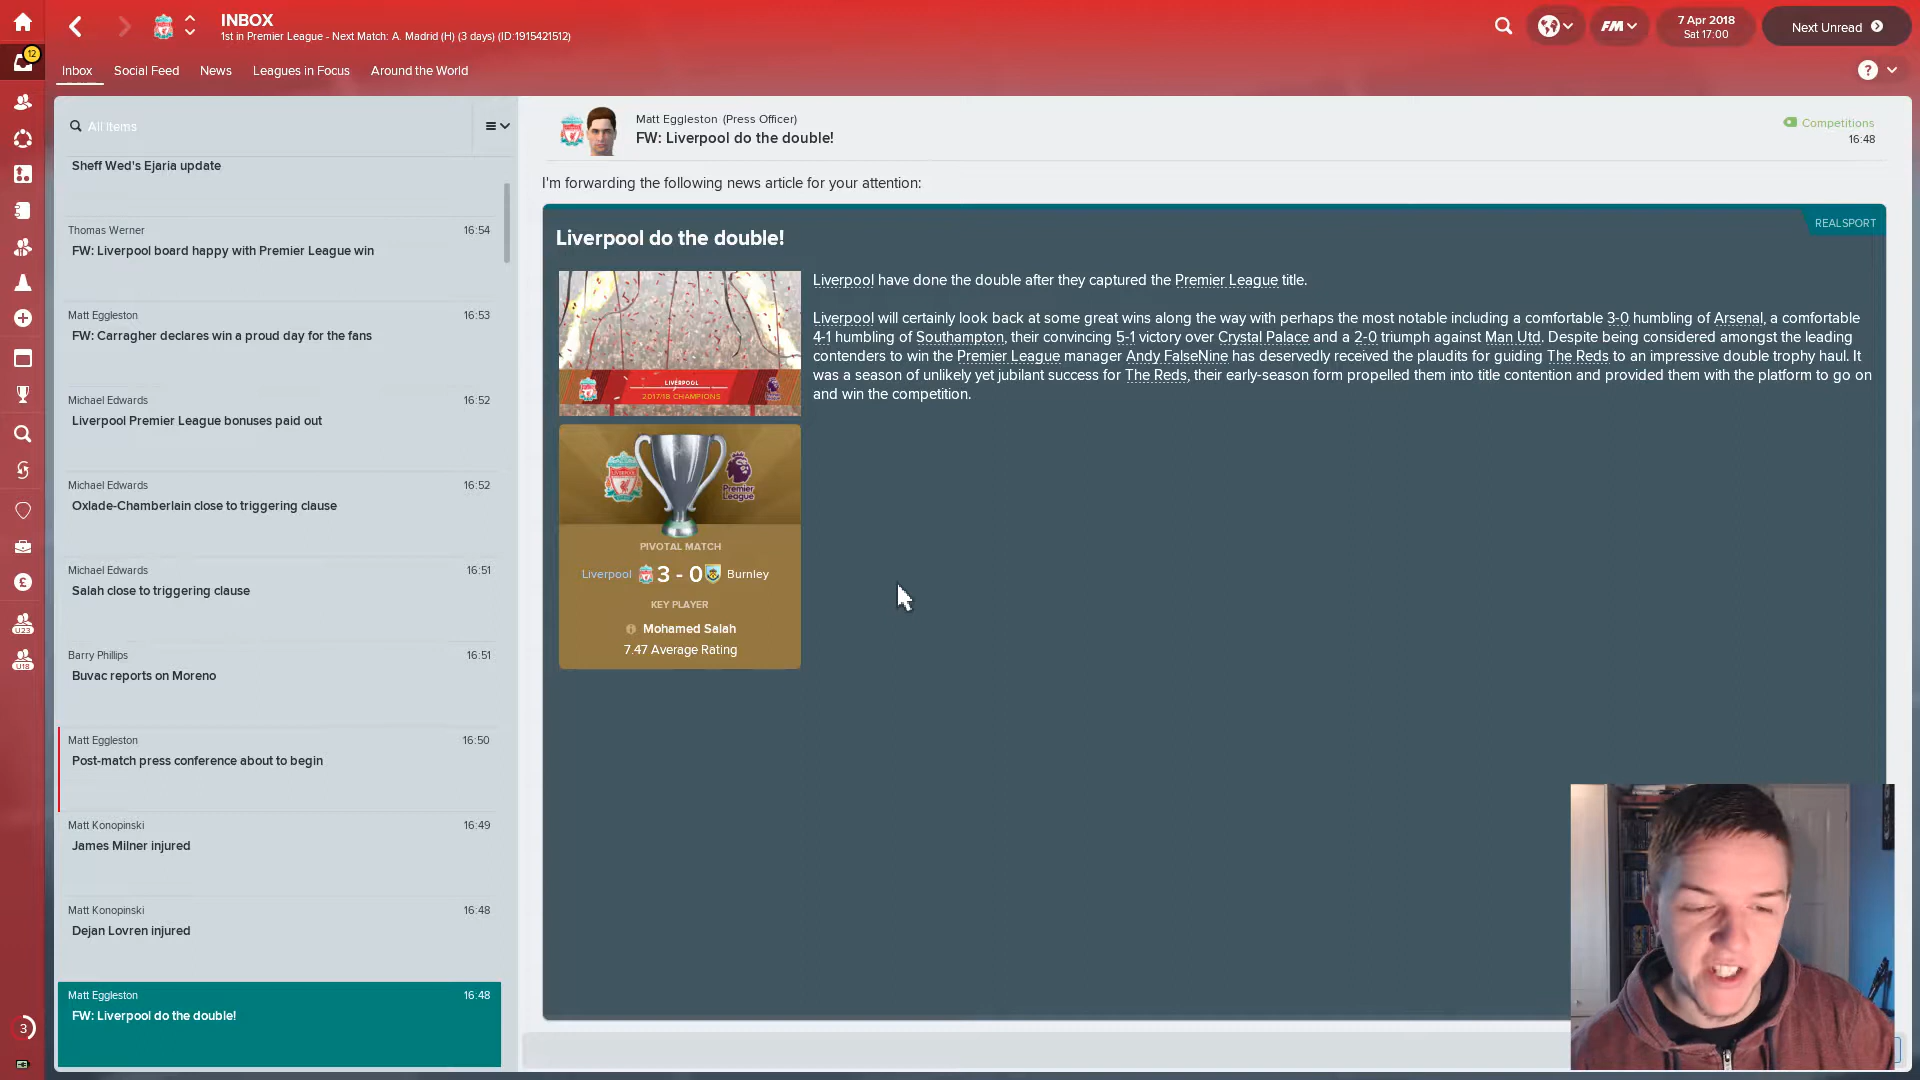 12
INBOX
1st in Premier League - Next Match: A. Madrid (H) (3 days) (ID:1915421512)
FM
7 Apr 2018
Sat 17:00
Next Unread
Inbox
Social Feed
News
Leagues in Focus
Around the World
?
All Items
Sheff Wed's Ejaria update
Thomas Werner
16:54
FW: Liverpool board happy with Premier League win
Matt Eggleston
16:53
FW: Carragher declares win a proud day for the fans
Michael Edwards
16:52
Liverpool Premier League bonuses paid out
Michael Edwards
16:52
Oxlade-Chamberlain close to triggering clause
Michael Edwards
16:51
Salah close to triggering clause
Barry Phillips
16:51
Buvac reports on Moreno
Matt Eggleston
16:50
Post-match press conference about to begin
Matt Konopinski
16:49
James Milner injured
Matt Konopinski
16:48
Dejan Lovren injured
Matt Eggleston
16:48
FW: Liverpool do the double!
U23
U18
3
Matt Eggleston (Press Officer)
FW: Liverpool do the double!
Competitions
16:48
I'm forwarding the following news article for your attention:
REALSPORT
Liverpool do the double!
Liverpool have done the double after they captured the Premier League title.
Liverpool will certainly look back at some great wins along the way with perhaps the most notable including a comfortable 3-0 humbling of Arsenal, a comfortable
4-1 humbling of Southampton, their convincing 5-1 victory over Crystal Palace and a 2-0 triumph against Man Utd. Despite being considered amongst the leading
contenders to win the Premier League manager Andy FalseNine has deservedly received the plaudits for guiding The Reds to an impressive double trophy haul. It
was a season of unlikely yet jubilant success for The Reds, their early-season form propelled them into title contention and provided them with the platform to go on
and win the competition.
LIVERPOOL
2017/18 CHAMPIONS
Premier
League
PIVOTAL MATCH
Liverpool 3 - 0 Burnley
KEY PLAYER
Mohamed Salah
7.47 Average Rating